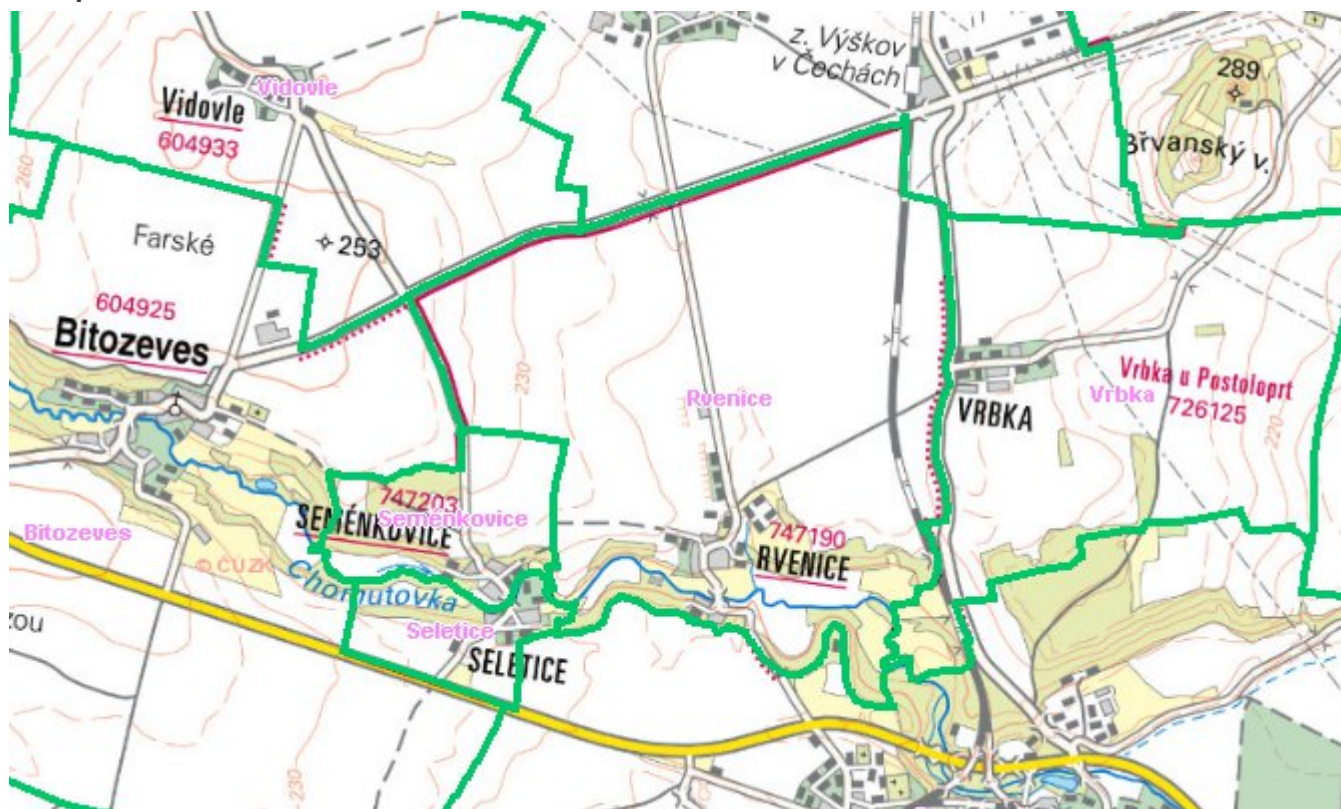 z. Výškov
v Čechách
289
Vidovle
Vidovle
604933
Břvanský v.
260
Farské
253
604925
Bitozeves
230
Rvenice
Vrbka u Postoloprt
726125
Vrbka
VRBKA
220
747203
SEMÉNKOVICE
Seménkovice
747190
RVENICE
Bitozeves
© ČÚZK
Chomutovka
zou
Seletice
SELETICE
230